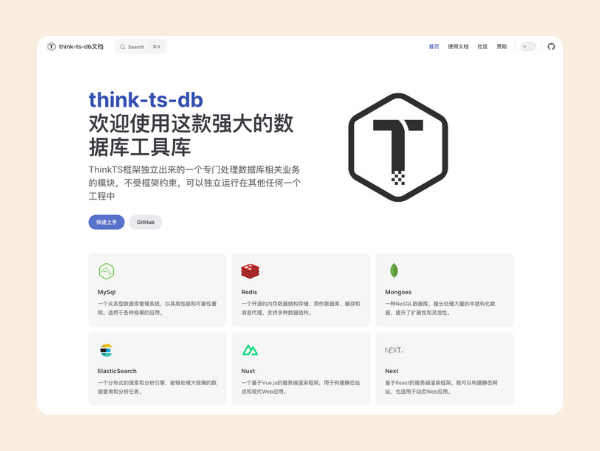 think-ts-db文档
Search ⌘K
首页 使用文档 社区 赞助
think-ts-db
欢迎使用这款强大的数
据库工具库
ThinkTS框架独立出来的一个专门处理数据库相关业务
的模块，不受框架约束，可以独立运行在其他任何一个
工程中
快速上手 GitHub
MySql
一个关系型数据库管理系统，以其高性能和可靠性著
称，适用于各种规模的应用。
Redis
一个开源的内存数据结构存储，用作数据库、缓存和
消息代理，支持多种数据结构。
Mongoes
一种NoSQL数据库，擅长处理大量的半结构化数
据，提升了扩展性和灵活性。
ElasticSearch
一个分布式的搜索和分析引擎，能够处理大规模的数
据查询和分析任务。
Nuxt
一个基于Vue.js的服务端渲染框架，用于构建静态站
点和现代Web应用。
NEXT
Next
基于React的服务端渲染框架，既可以构建静态网
站，也适用于动态Web应用。